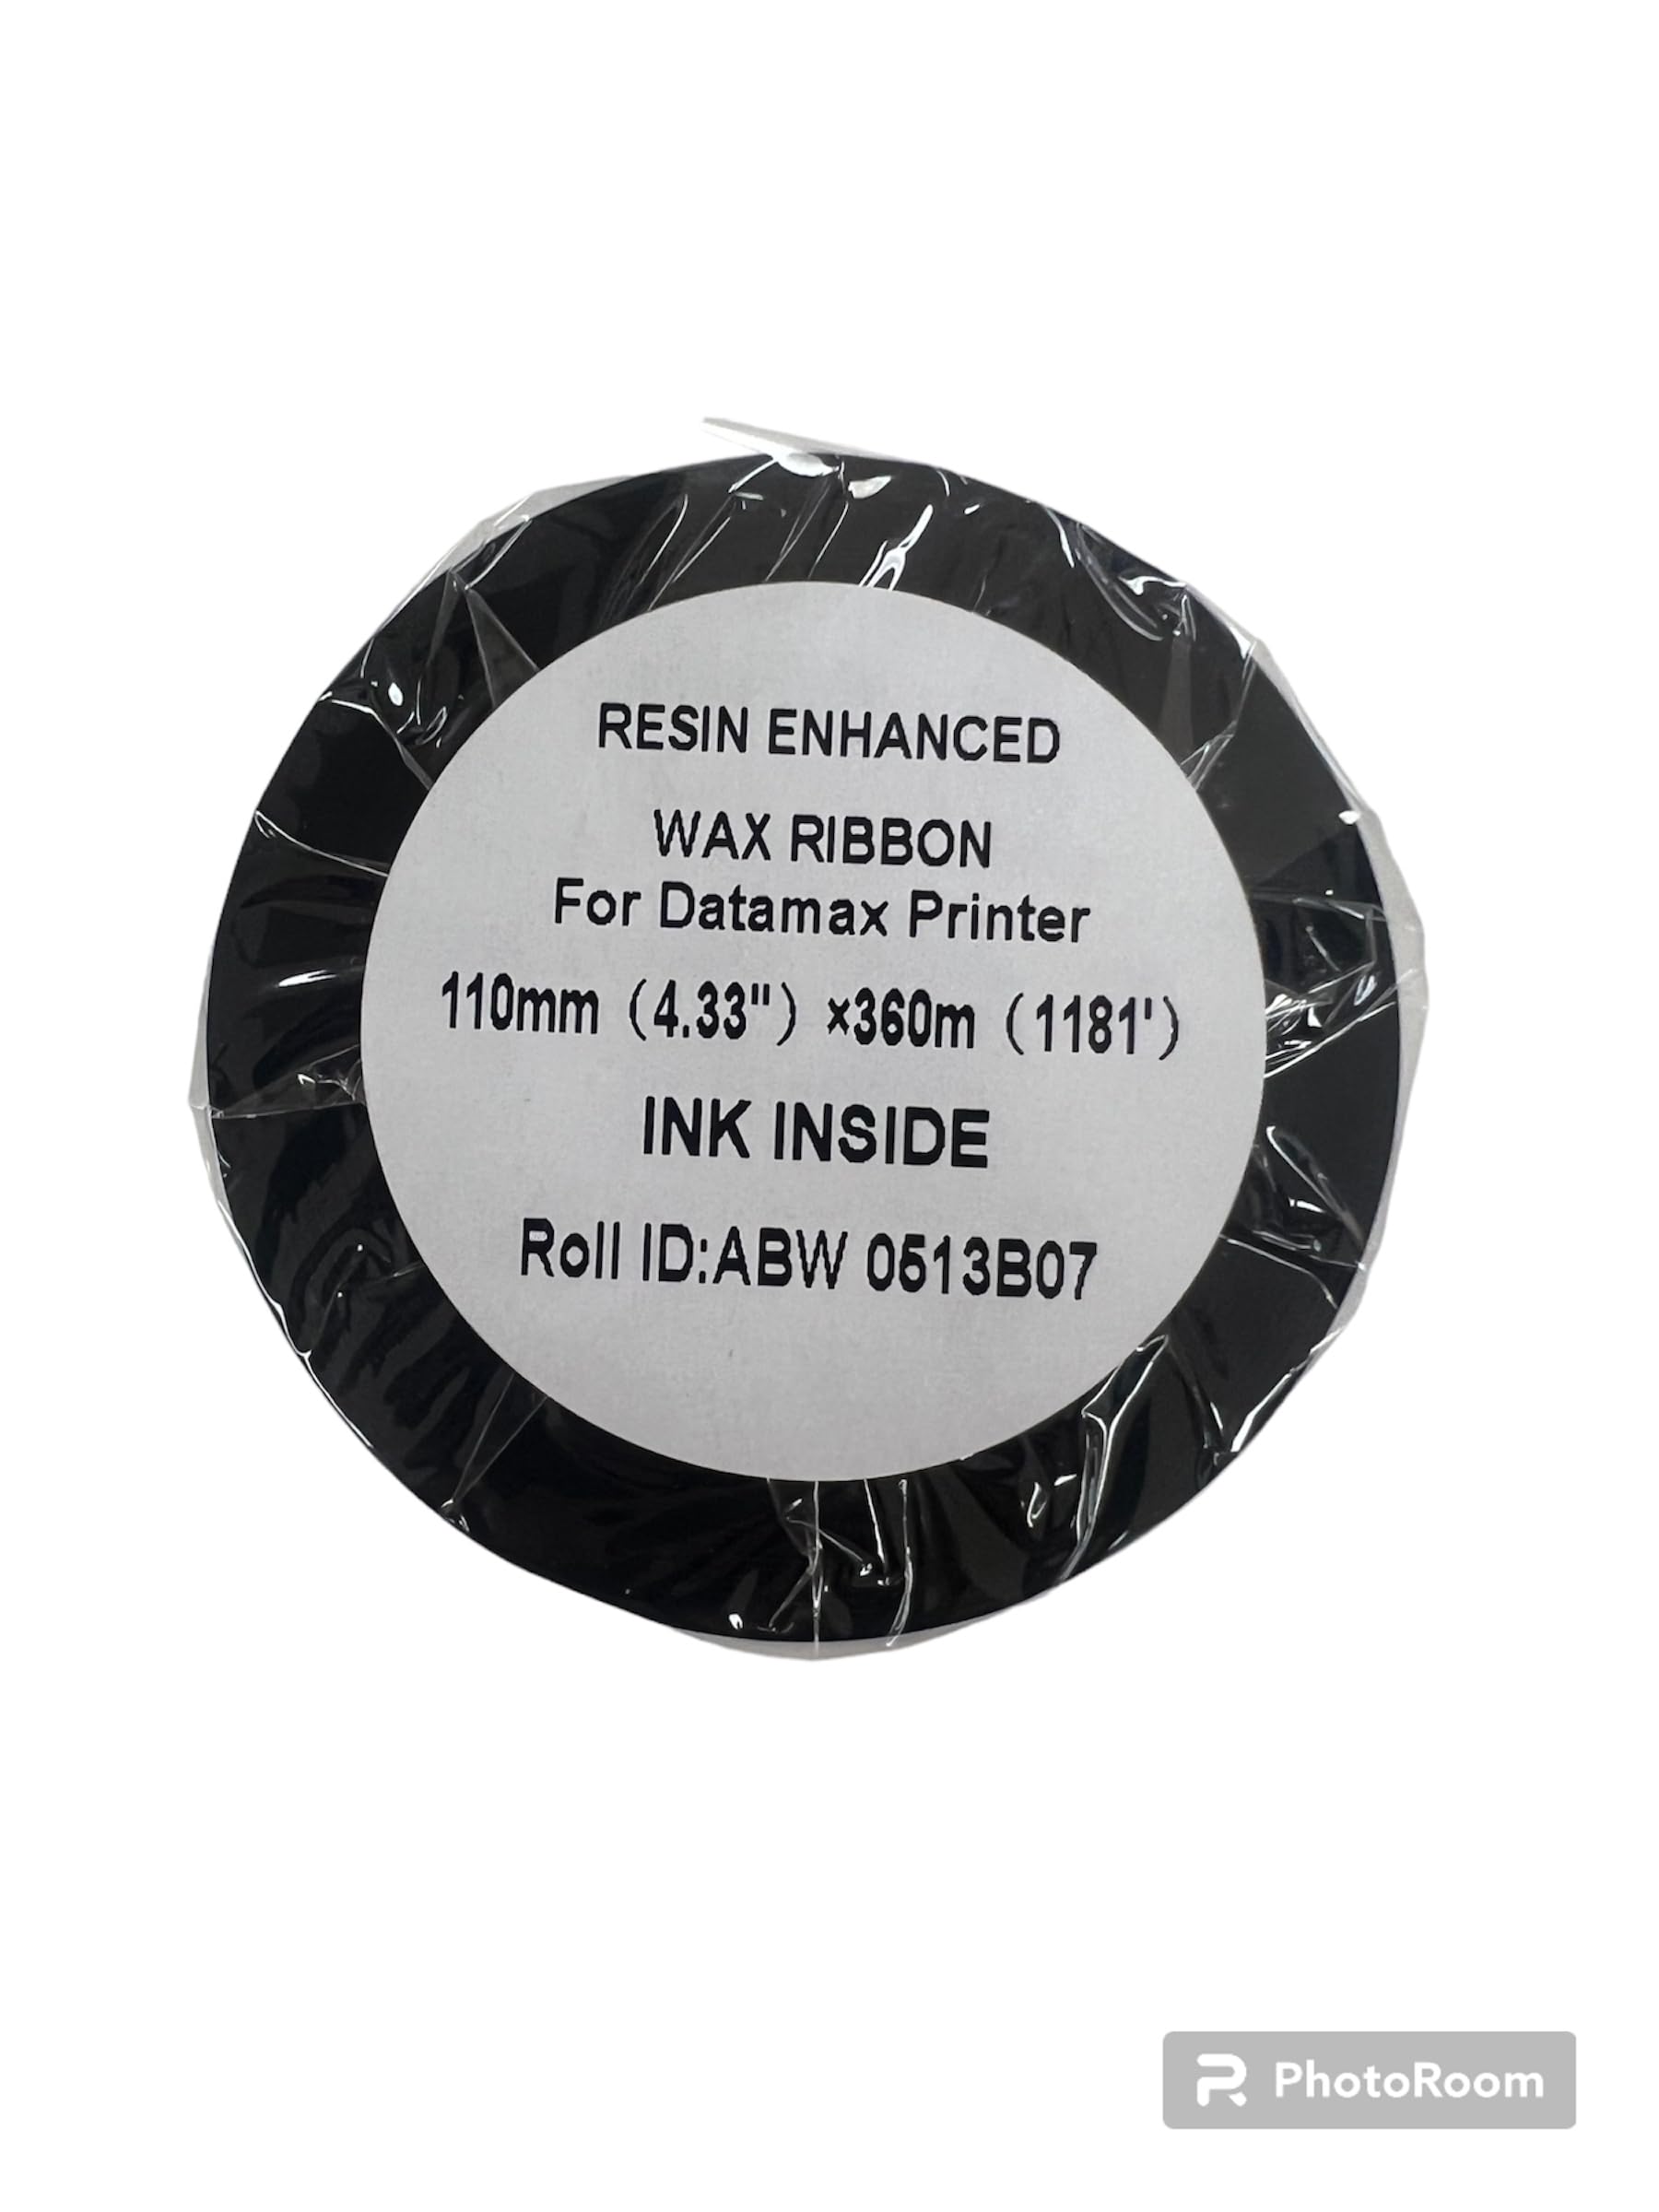 RESIN ENHANCED
WAX RIBBON
For Datamax Printer
110mm (4.33") ×360m (1181')
INK INSIDE
Roll ID:ABW 0513B07
PhotoRoom